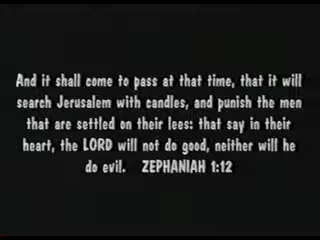 And it shall come to pass at that time, that it will
search Jerusalem with candles, and punish the men
that are settled on their lees: that say in their
heart, the LORD will not do good, neither will he
do evil. ZEPHANIAH 1:12